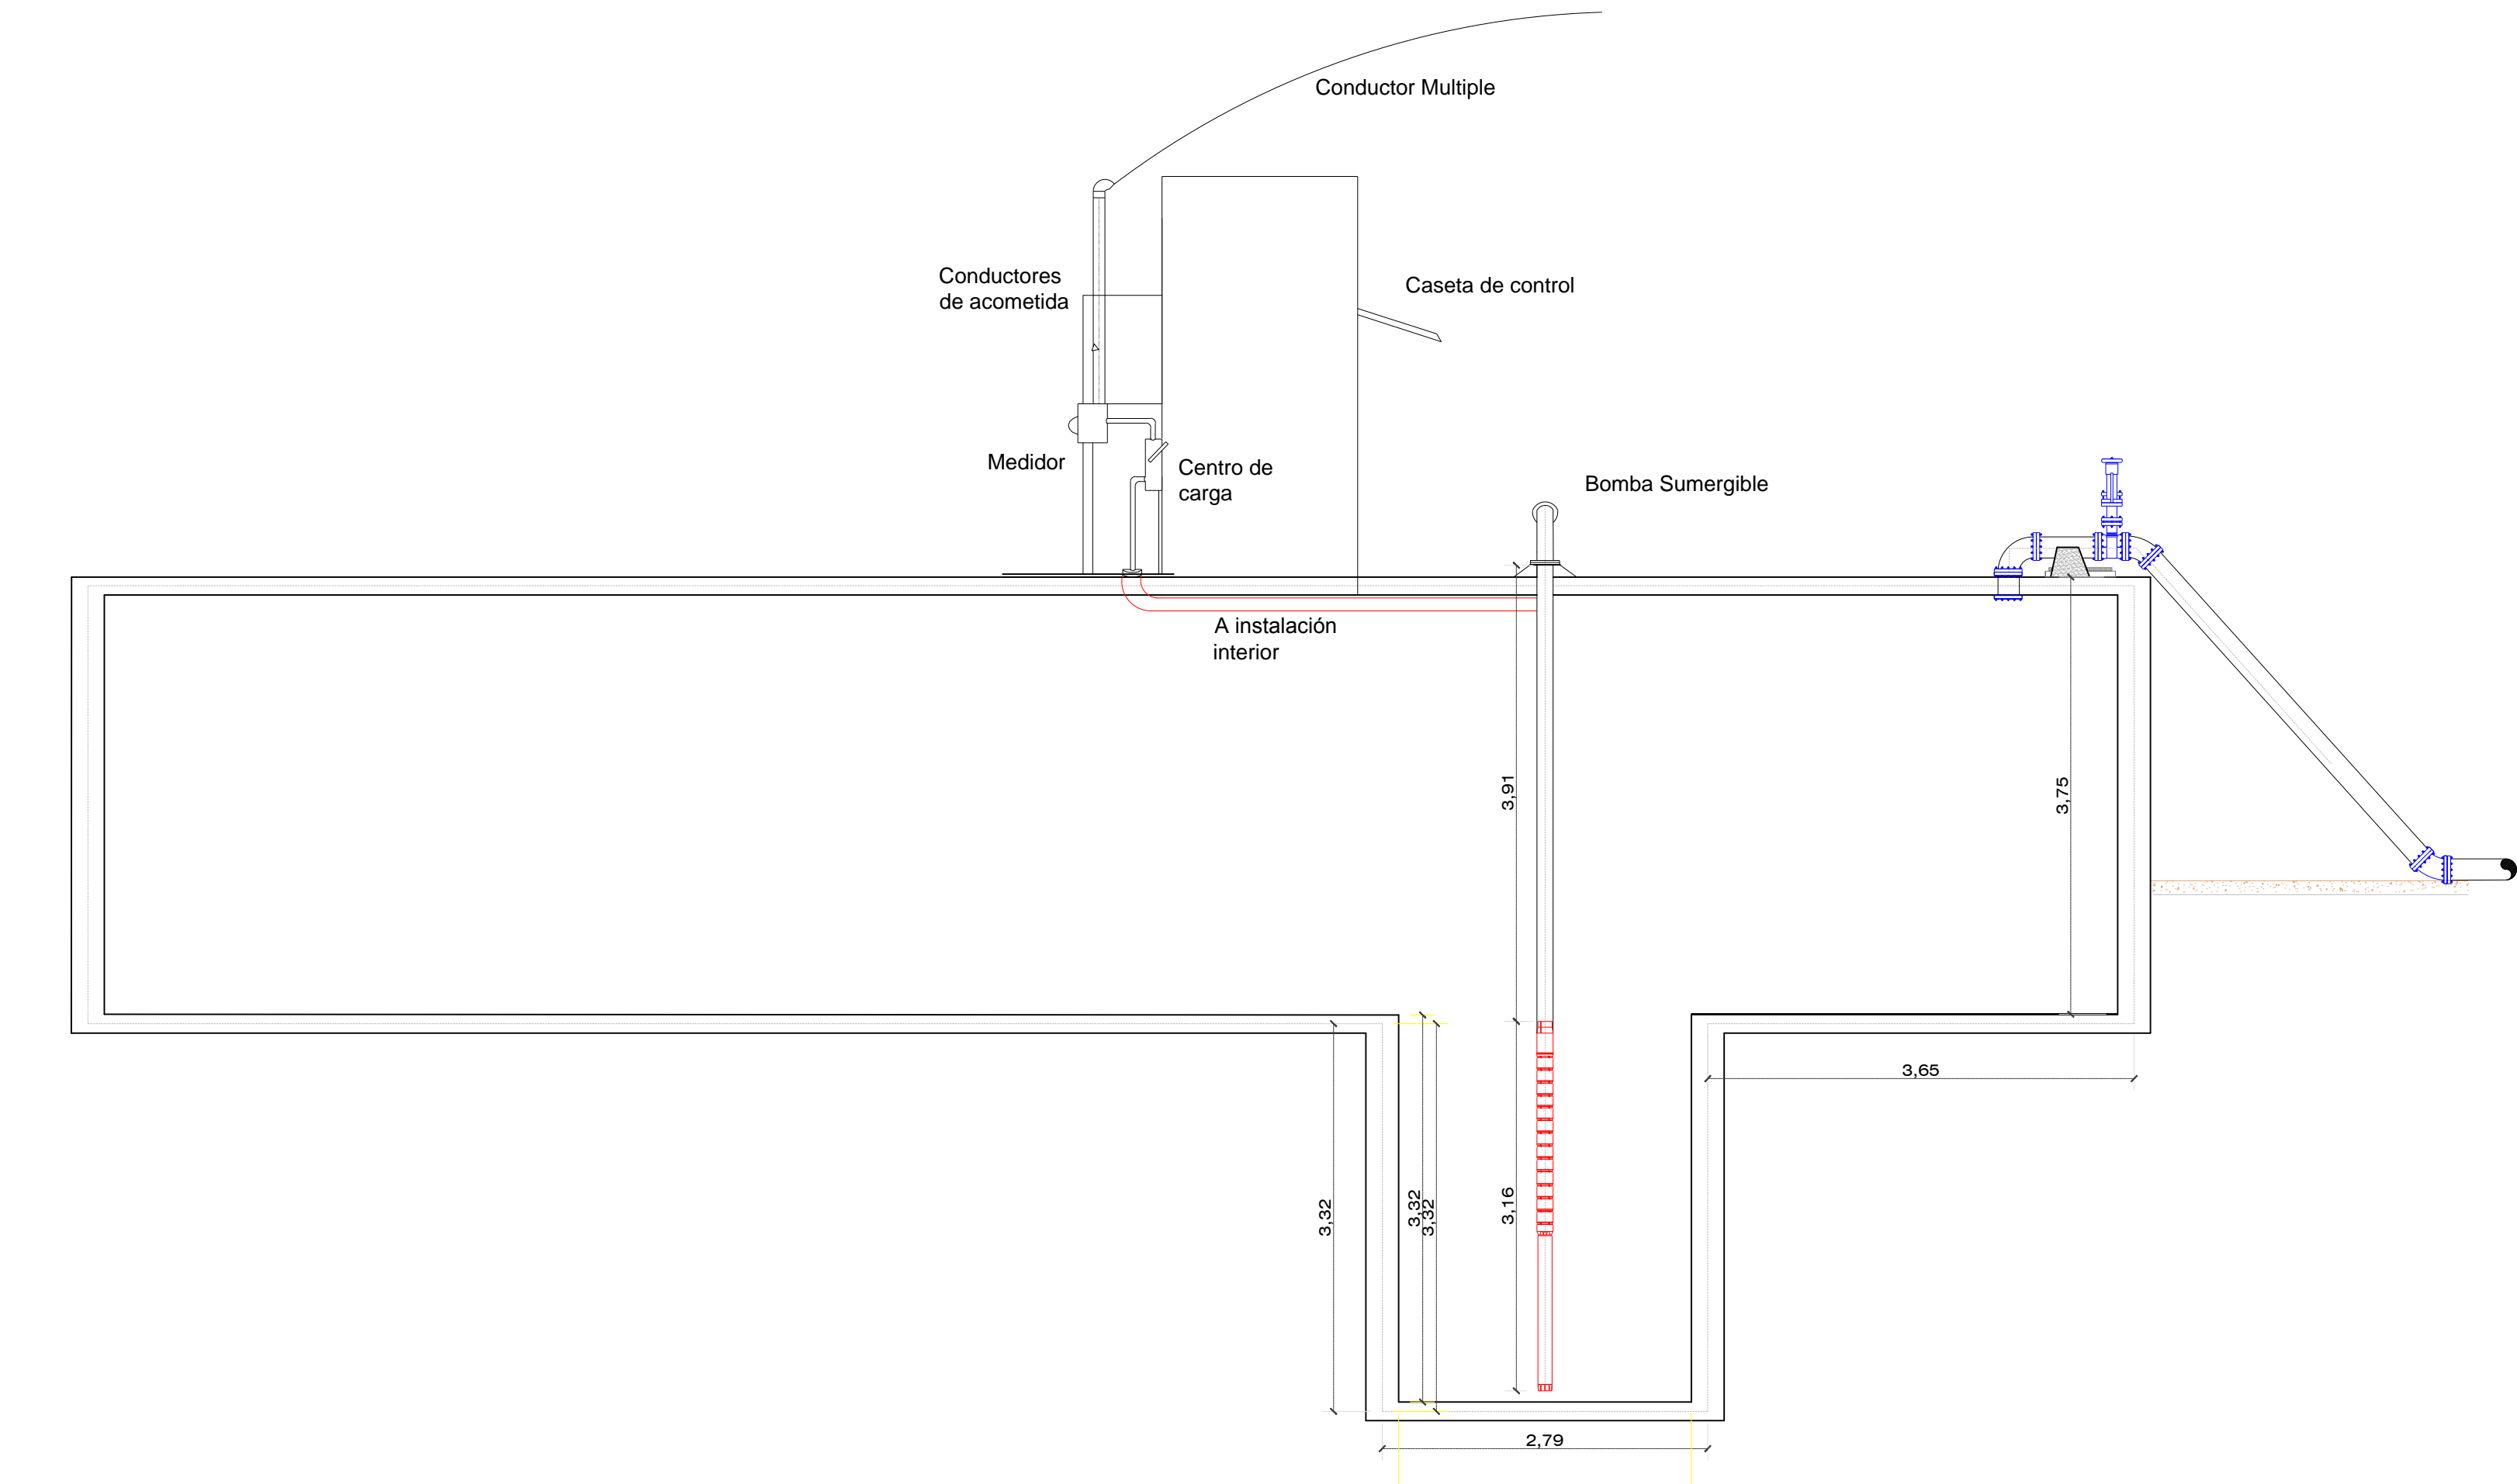 Conductor Multiple
Conductores
de acometida
Caseta de control
Medidor
Centro de
carga
Bomba Sumergible
A instalación
interior
3,91
3,75
3,65
3,32
3,32
3,32
3,16
2,79